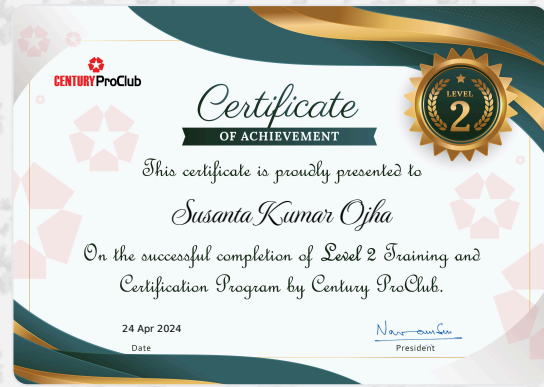 CENTURY ProClub
LEVEL
2
Certificate
OF ACHIEVEMENT
This certificate is proudly presented to
Susanta Kumar Ojha
On the successful completion of Level 2 Training and
Certification Program by Century ProClub.
24 Apr 2024
Date
President